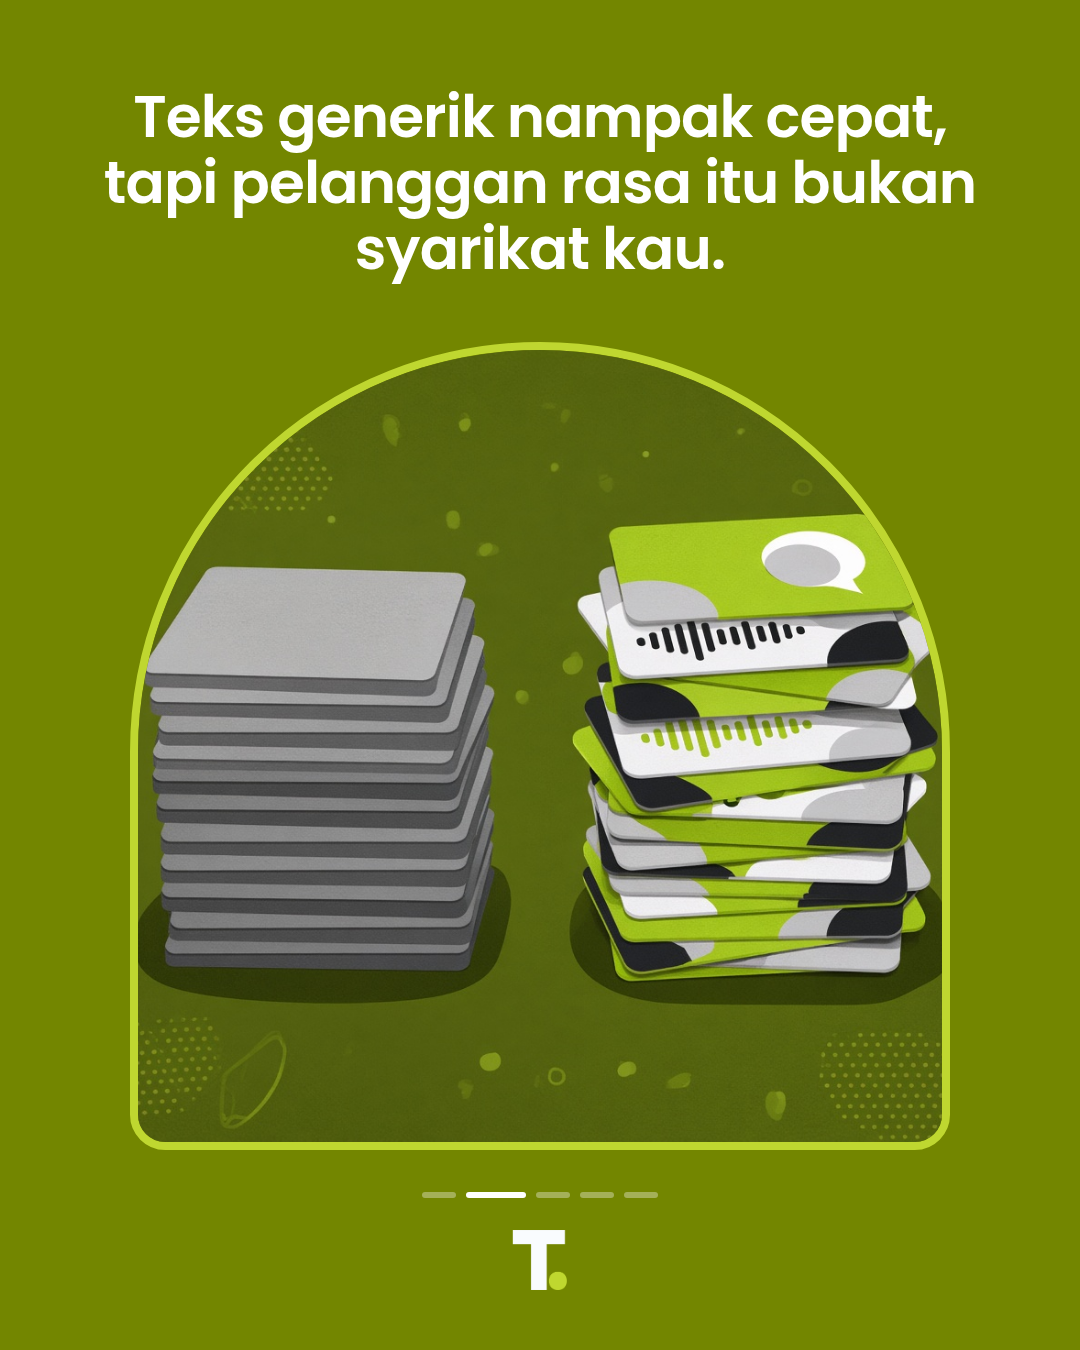 Teks generik nampak cepat,
tapi pelanggan rasa itu bukan
syarikat kau.
T.